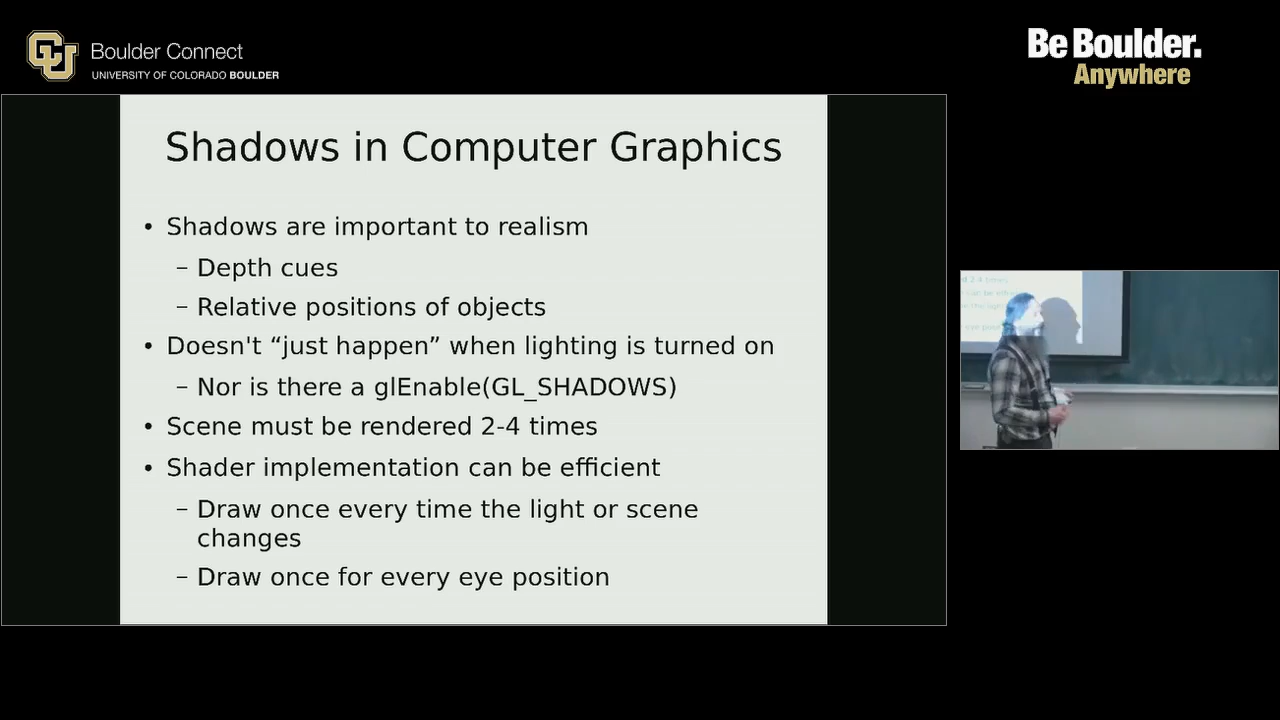 Boulder Connect
UNIVERSITY OF COLORADO BOULDER
Be Boulder.
Anywhere
Shadows in Computer Graphics
• Shadows are important to realism
– Depth cues
– Relative positions of objects
• Doesn't “just happen” when lighting is turned on
– Nor is there a glEnable(GL_SHADOWS)
• Scene must be rendered 2-4 times
• Shader implementation can be efficient
– Draw once every time the light or scene
changes
– Draw once for every eye position